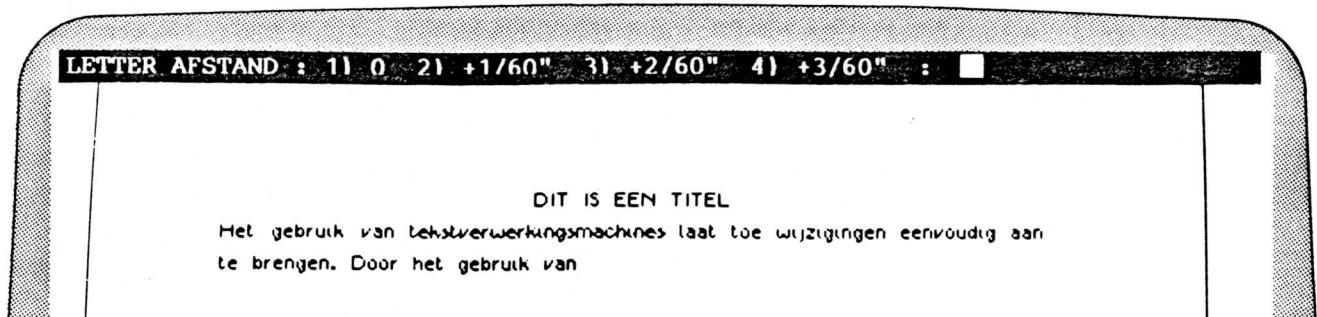 LETTER AFSTAND : 1) 0 2) +1/60" 3) +2/60" 4) +3/60" :
DIT IS EEN TITEL
Het gebruik van tekstverwerkingsmachines laat toe wijzigingen eenvoudig aan
te brengen. Door het gebruik van